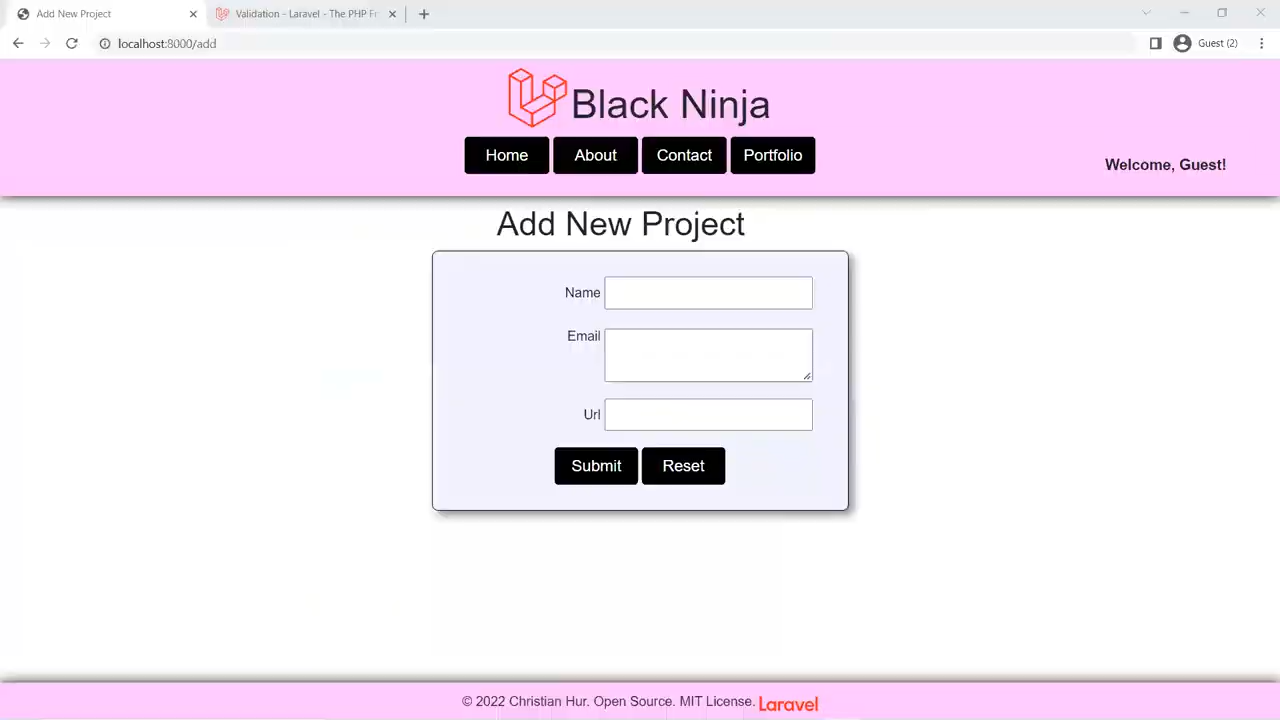 Add New Project
Validation - Laravel - The PHP Fr
localhost:8000/add
Guest (2)
Black Ninja
Home
About
Contact
Portfolio
Welcome, Guest!
Add New Project
Name
Email
Url
Submit
Reset
© 2022 Christian Hur. Open Source. MIT License. Laravel